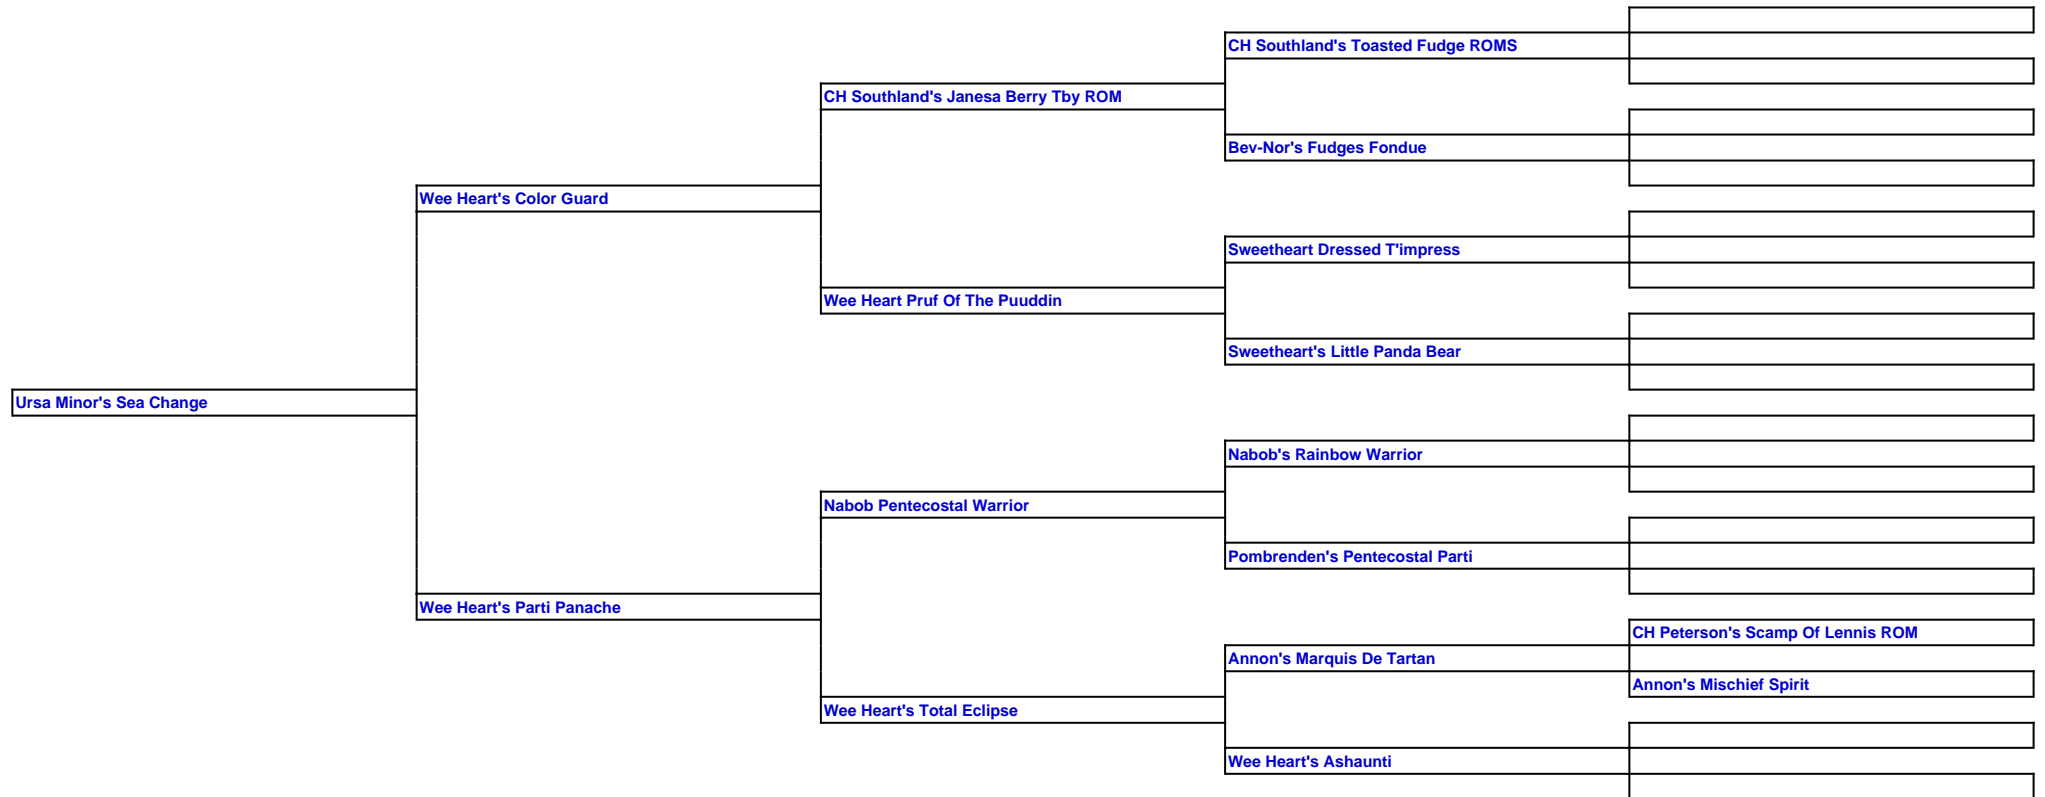 CH Southland's Toasted Fudge ROMS
CH Southland's Janesa Berry Tby ROM
Bev-Nor's Fudges Fondue
Wee Heart's Color Guard
Sweetheart Dressed T'impress
Wee Heart Pruf Of The Puuddin
Sweetheart's Little Panda Bear
Ursa Minor's Sea Change
Nabob's Rainbow Warrior
Nabob Pentecostal Warrior
Pombrenden's Pentecostal Parti
Wee Heart's Parti Panache
CH Peterson's Scamp Of Lennis ROM
Annon's Marquis De Tartan
Annon's Mischief Spirit
Wee Heart's Total Eclipse
Wee Heart's Ashaunti